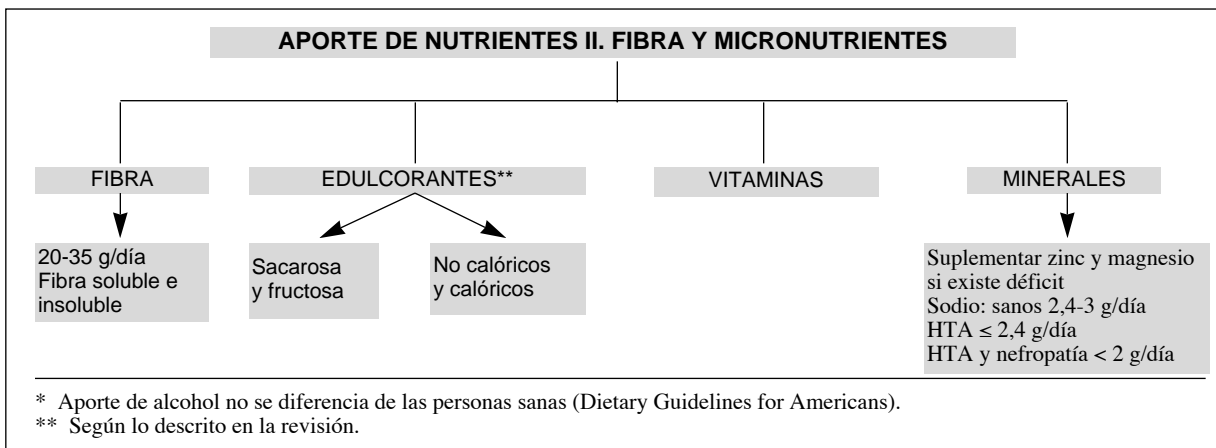 APORTE DE NUTRIENTES II. FIBRA Y MICRONUTRIENTES
FIBRA
EDULCORANTES**
VITAMINAS
MINERALES
20-35 g/día
Fibra soluble e
insoluble
Sacarosa
y fructosa
No calóricos
y calóricos
Suplementar zinc y magnesio
si existe déficit
Sodio: sanos 2,4-3 g/día
HTA ≤ 2,4 g/día
HTA y nefropatía < 2 g/día
* Aporte de alcohol no se diferencia de las personas sanas (Dietary Guidelines for Americans).
** Según lo descrito en la revisión.